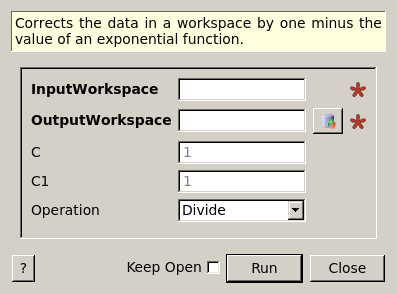 Corrects the data in a workspace by one minus the
value of an exponential function.
InputWorkspace
OutputWorkspace
C 1
C1 1
Operation Divide
? Keep Open Run Close